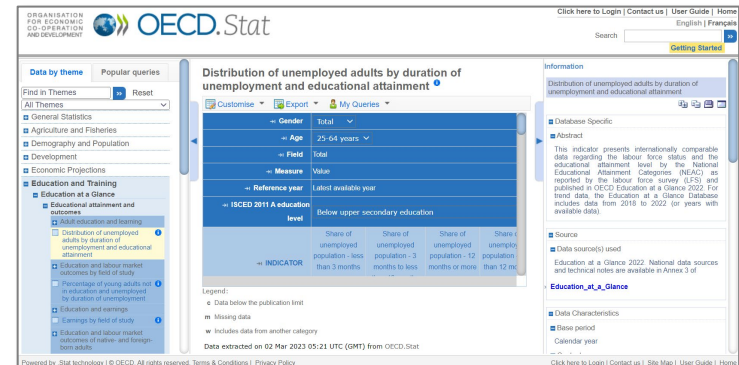 ORGANISATION
FOR ECONOMIC
CO-OPERATION
AND DEVELOPMENT
OECD.Stat
Click here to Login | Contact us | User Guide | Home
English | Français
Search
Getting Started
Data by theme
Popular queries
Find in Themes
Reset
All Themes
General Statistics
Agriculture and Fisheries
Demography and Population
Development
Economic Projections
Education and Training
Education at a Glance
Educational attainment and
outcomes
Adult education and learning
Distribution of unemployed
adults by duration of
unemployment and educational
attainment
Education and labour market
outcomes by field of study
Percentage of young adults not
in education and unemployed
by duration of unemployment
Education and earnings
Earnings by field of study
Education and labour market
outcomes of native- and foreign-
born adults
Distribution of unemployed adults by duration of
unemployment and educational attainment
Customise
Export
My Queries
Gender
Total
Age
25-64 years
Field
Total
Measure
Value
Reference year
Latest available year
ISCED 2011 A education
level
Below upper secondary education
INDICATOR
Share of
unemployed
population - less
than 3 months
Share of
unemployed
population - 3
months to less
Share of
unemployed
population - 12
months or more
Share
unemploy
population
than 12 mo
Legend:
c Data below the publication limit
m Missing data
w Includes data from another category
Data extracted on 02 Mar 2023 05:21 UTC (GMT) from OECD.Stat
Information
Distribution of unemployed adults by duration of
unemployment and educational attainment
Database Specific
Abstract
This indicator presents internationally comparable
data regarding the labour force status and the
educational attainment level by the National
Educational Attainment Categories (NEAC) as
reported by the labour force survey (LFS) and
published in OECD Education at a Glance 2022. For
trend data, the Education at a Glance Database
includes data from 2018 to 2022 (or years with
available data).
Source
Data source(s) used
Education at a Glance 2022. National data sources
and technical notes are available in Annex 3 of
Education_at_a_Glance
Data Characteristics
Base period
Calendar year
Powered by .Stat technology | © OECD. All rights reserved. Terms & Conditions | Privacy Policy
Click here to Login | Contact us | Site Map | User Guide | Home